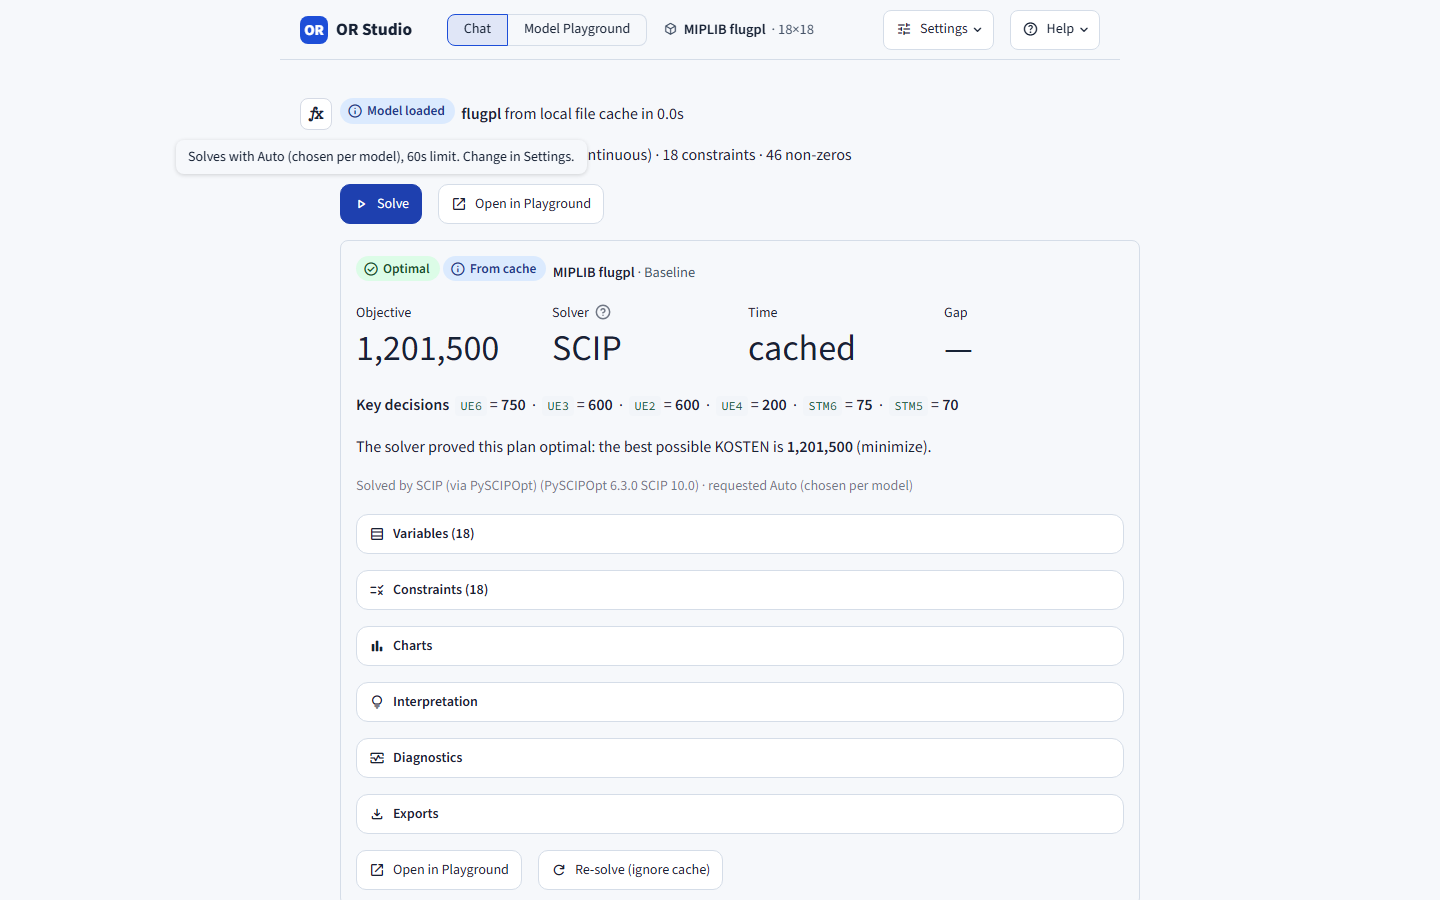 OR OR Studio Chat Model Playground MIPLIB flugpl · 18×18 Settings Help
fx Model loaded flugpl from local file cache in 0.0s
Solves with Auto (chosen per model), 60s limit. Change in Settings. ntinuous) · 18 constraints · 46 non-zeros
Solve Open in Playground
Optimal From cache MIPLIB flugpl · Baseline
Objective Solver Time Gap
1,201,500 SCIP cached —
Key decisions UE6 = 750 · UE3 = 600 · UE2 = 600 · UE4 = 200 · STM6 = 75 · STM5 = 70
The solver proved this plan optimal: the best possible KOSTEN is 1,201,500 (minimize).
Solved by SCIP (via PySCIPOpt) (PySCIPOpt 6.3.0 SCIP 10.0) · requested Auto (chosen per model)
Variables (18)
Constraints (18)
Charts
Interpretation
Diagnostics
Exports
Open in Playground Re-solve (ignore cache)